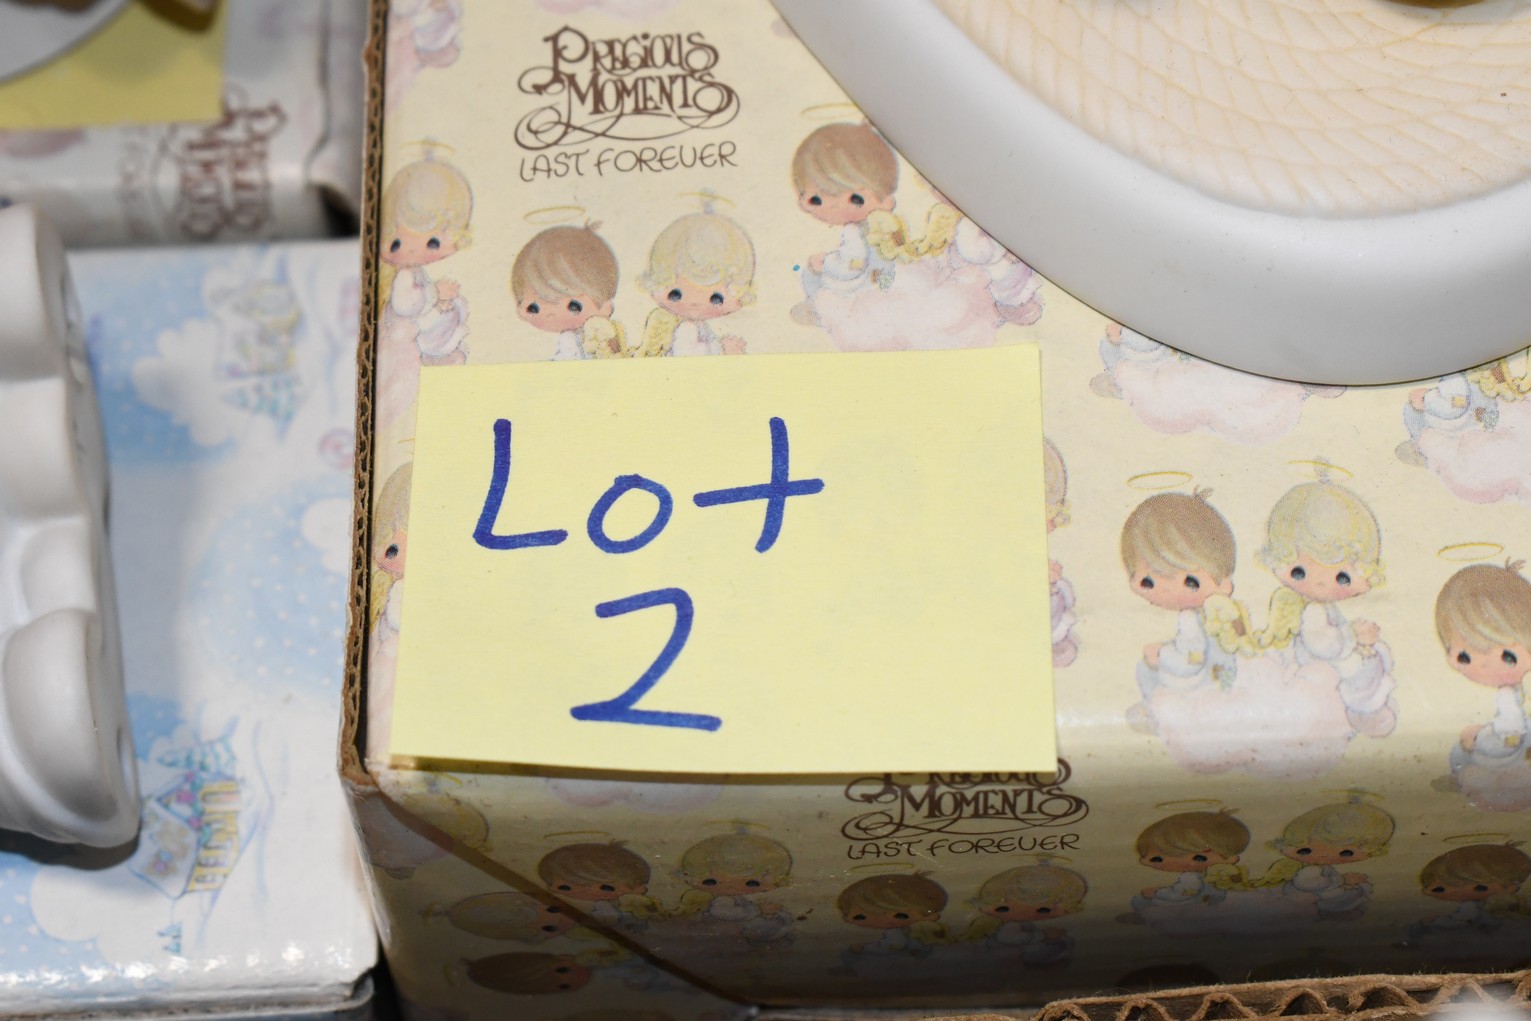 PRECIOUS
MOMENTS
LAST FOREVER
Lot
2
PRECIOUS
MOMENTS
LAST FOREVER